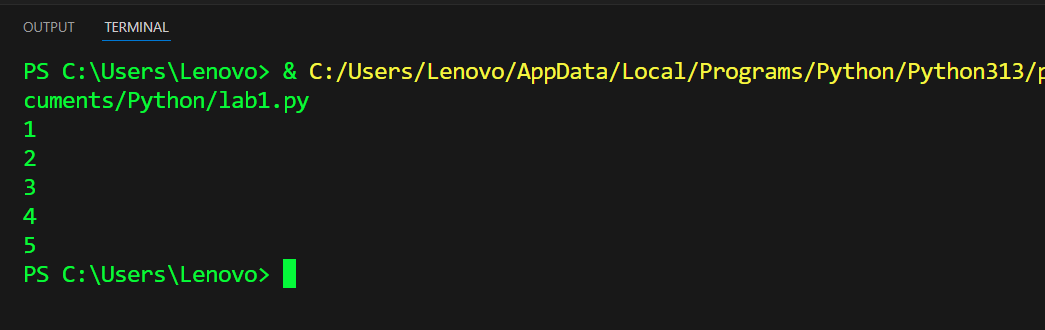 OUTPUT TERMINAL
PS C:\Users\Lenovo> & C:/Users/Lenovo/AppData/Local/Programs/Python/Python313/p
cuments/Python/lab1.py
1
2
3
4
5
PS C:\Users\Lenovo>